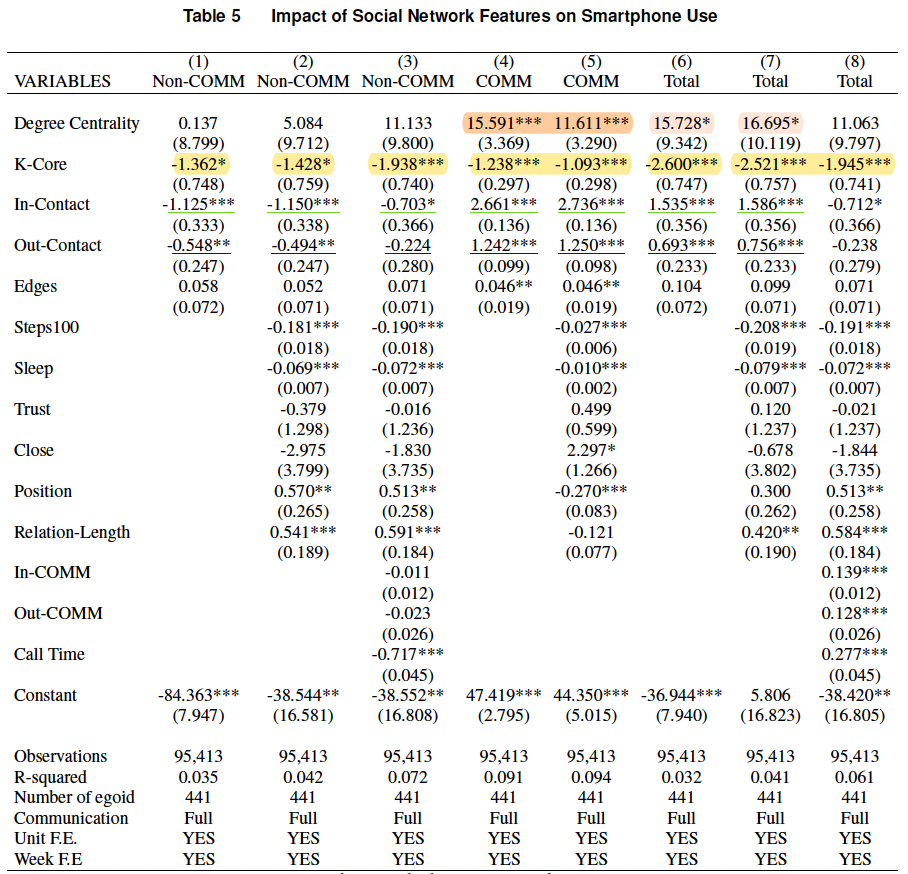 Table 5 Impact of Social Network Features on Smartphone Use
(1) (2) (3) (4) (5) (6) (7) (8)
VARIABLES Non-COMM Non-COMM Non-COMM COMM COMM Total Total Total
Degree Centrality 0.137 5.084 11.133 15.591*** 11.611*** 15.728* 16.695* 11.063
(8.799) (9.712) (9.800) (3.369) (3.290) (9.342) (10.119) (9.797)
K-Core -1.362* -1.428* -1.938*** -1.238*** -1.093*** -2.600*** -2.521*** -1.945***
(0.748) (0.759) (0.740) (0.297) (0.298) (0.747) (0.757) (0.741)
In-Contact -1.125*** -1.150*** -0.703* 2.661*** 2.736*** 1.535*** 1.586*** -0.712*
(0.333) (0.338) (0.366) (0.136) (0.136) (0.356) (0.356) (0.366)
Out-Contact -0.548** -0.494** -0.224 1.242*** 1.250*** 0.693*** 0.756*** -0.238
(0.247) (0.247) (0.280) (0.099) (0.098) (0.233) (0.233) (0.279)
Edges 0.058 0.052 0.071 0.046** 0.046** 0.104 0.099 0.071
(0.072) (0.071) (0.071) (0.019) (0.019) (0.072) (0.071) (0.071)
Steps100 -0.181*** -0.190*** -0.027*** -0.208*** -0.191***
(0.018) (0.018) (0.006) (0.019) (0.018)
Sleep -0.069*** -0.072*** -0.010*** -0.079*** -0.072***
(0.007) (0.007) (0.002) (0.007) (0.007)
Trust -0.379 -0.016 0.499 0.120 -0.021
(1.298) (1.236) (0.599) (1.237) (1.237)
Close -2.975 -1.830 2.297* -0.678 -1.844
(3.799) (3.735) (1.266) (3.802) (3.735)
Position 0.570** 0.513** -0.270*** 0.300 0.513**
(0.265) (0.258) (0.083) (0.262) (0.258)
Relation-Length 0.541*** 0.591*** -0.121 0.420** 0.584***
(0.189) (0.184) (0.077) (0.190) (0.184)
In-COMM -0.011 0.139***
(0.012) (0.012)
Out-COMM -0.023 0.128***
(0.026) (0.026)
Call Time -0.717*** 0.277***
(0.045) (0.045)
Constant -84.363*** -38.544** -38.552** 47.419*** 44.350*** -36.944*** 5.806 -38.420**
(7.947) (16.581) (16.808) (2.795) (5.015) (7.940) (16.823) (16.805)
Observations 95,413 95,413 95,413 95,413 95,413 95,413 95,413 95,413
R-squared 0.035 0.042 0.072 0.091 0.094 0.032 0.041 0.061
Number of egoid 441 441 441 441 441 441 441 441
Communication Full Full Full Full Full Full Full Full
Unit F.E. YES YES YES YES YES YES YES YES
Week F.E YES YES YES YES YES YES YES YES